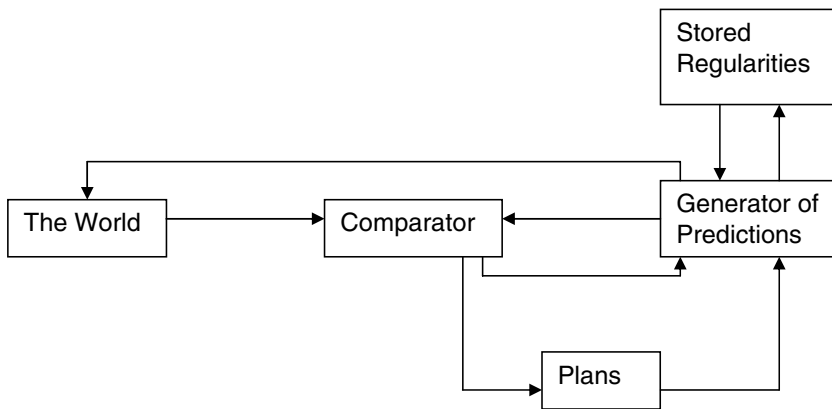 Stored
Regularities
The World
Comparator
Generator of
Predictions
Plans